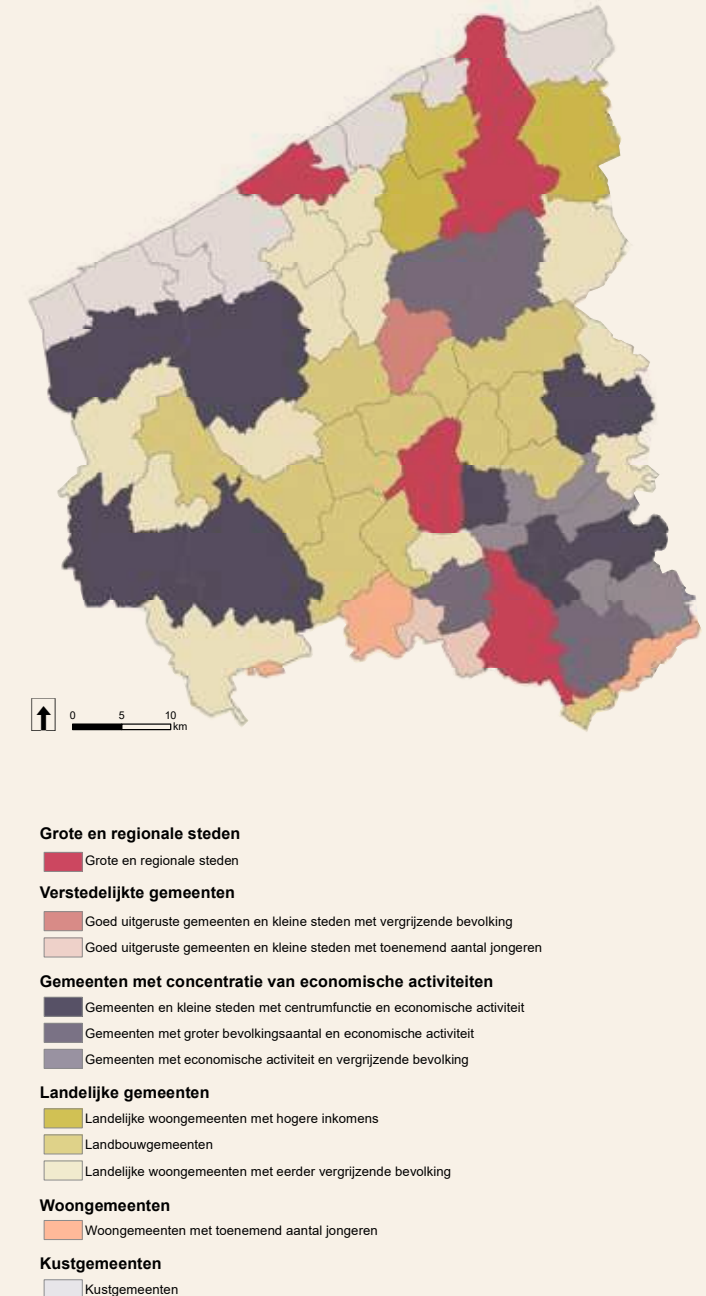 0 5 10
km
Grote en regionale steden
Grote en regionale steden
Verstedelijkte gemeenten
Goed uitgeruste gemeenten en kleine steden met vergrijzende bevolking
Goed uitgeruste gemeenten en kleine steden met toenemend aantal jongeren
Gemeenten met concentratie van economische activiteiten
Gemeenten en kleine steden met centrumfunctie en economische activiteit
Gemeenten met groter bevolkingsaantal en economische activiteit
Gemeenten met economische activiteit en vergrijzende bevolking
Landelijke gemeenten
Landelijke woongemeenten met hogere inkomens
Landbouwgemeenten
Landelijke woongemeenten met eerder vergrijzende bevolking
Woongemeenten
Woongemeenten met toenemend aantal jongeren
Kustgemeenten
Kustgemeenten